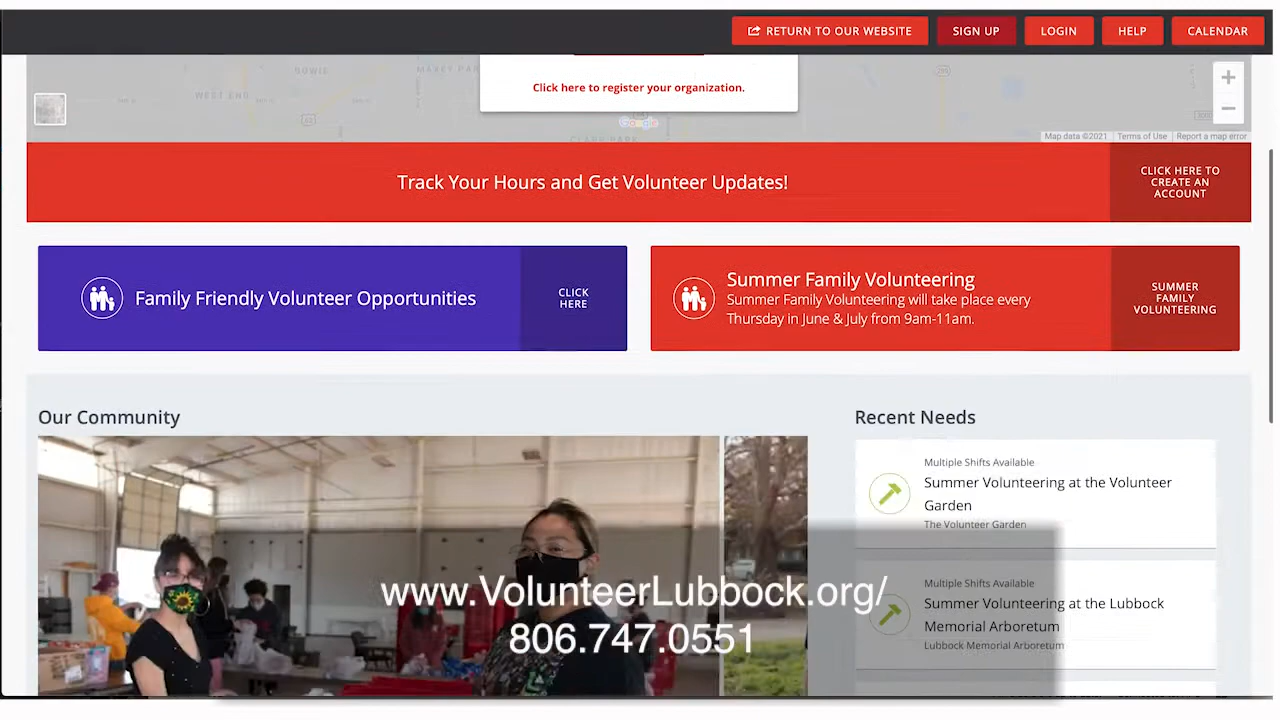 RETURN TO OUR WEBSITE
SIGN UP
LOGIN
HELP
CALENDAR
BOWIE
WEST END
Click here to register your organization.
Google
Map data ©2021
Terms of Use
Report a map error
Track Your Hours and Get Volunteer Updates!
CLICK HERE TO
CREATE AN
ACCOUNT
Family Friendly Volunteer Opportunities
CLICK
HERE
Summer Family Volunteering
Summer Family Volunteering will take place every
Thursday in June & July from 9am-11am.
SUMMER
FAMILY
VOLUNTEERING
Our Community
Recent Needs
Multiple Shifts Available
Summer Volunteering at the Volunteer
Garden
The Volunteer Garden
Multiple Shifts Available
Summer Volunteering at the Lubbock
Memorial Arboretum
Lubbock Memorial Arboretum
www.VolunteerLubbock.org/
806.747.0551